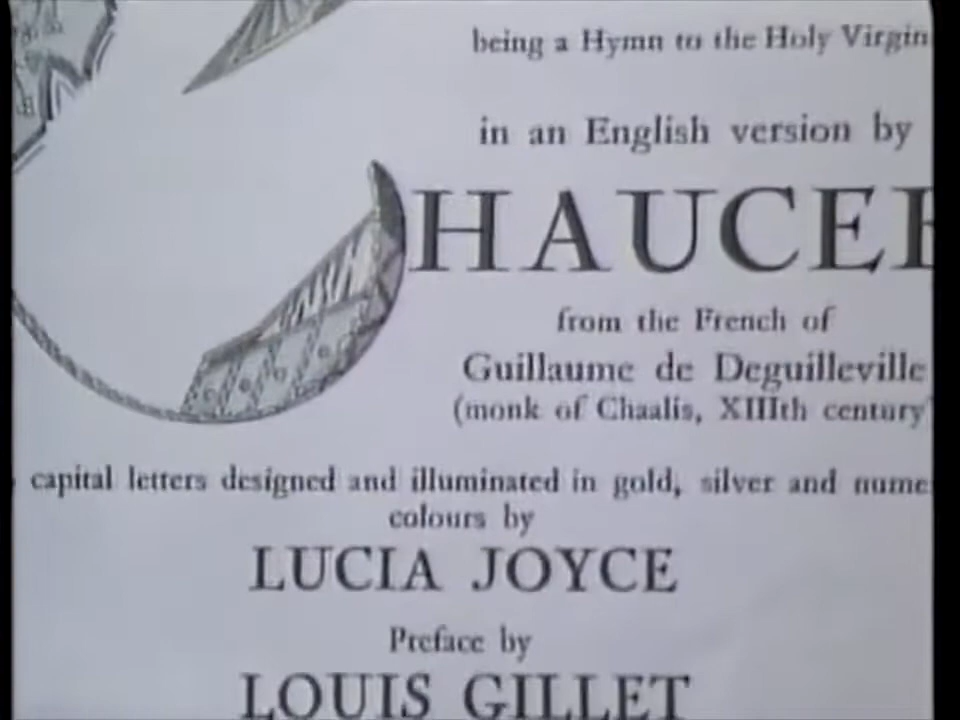 being a Hymn to the Holy Virgin
in an English version by
HAUCE
from the French of
Guillaume de Deguilleville
(monk of Chaalis, XIIIth century
capital letters designed and illuminated in gold, silver and nume
colours by
LUCIA JOYCE
Preface by
LOUIS GILLET